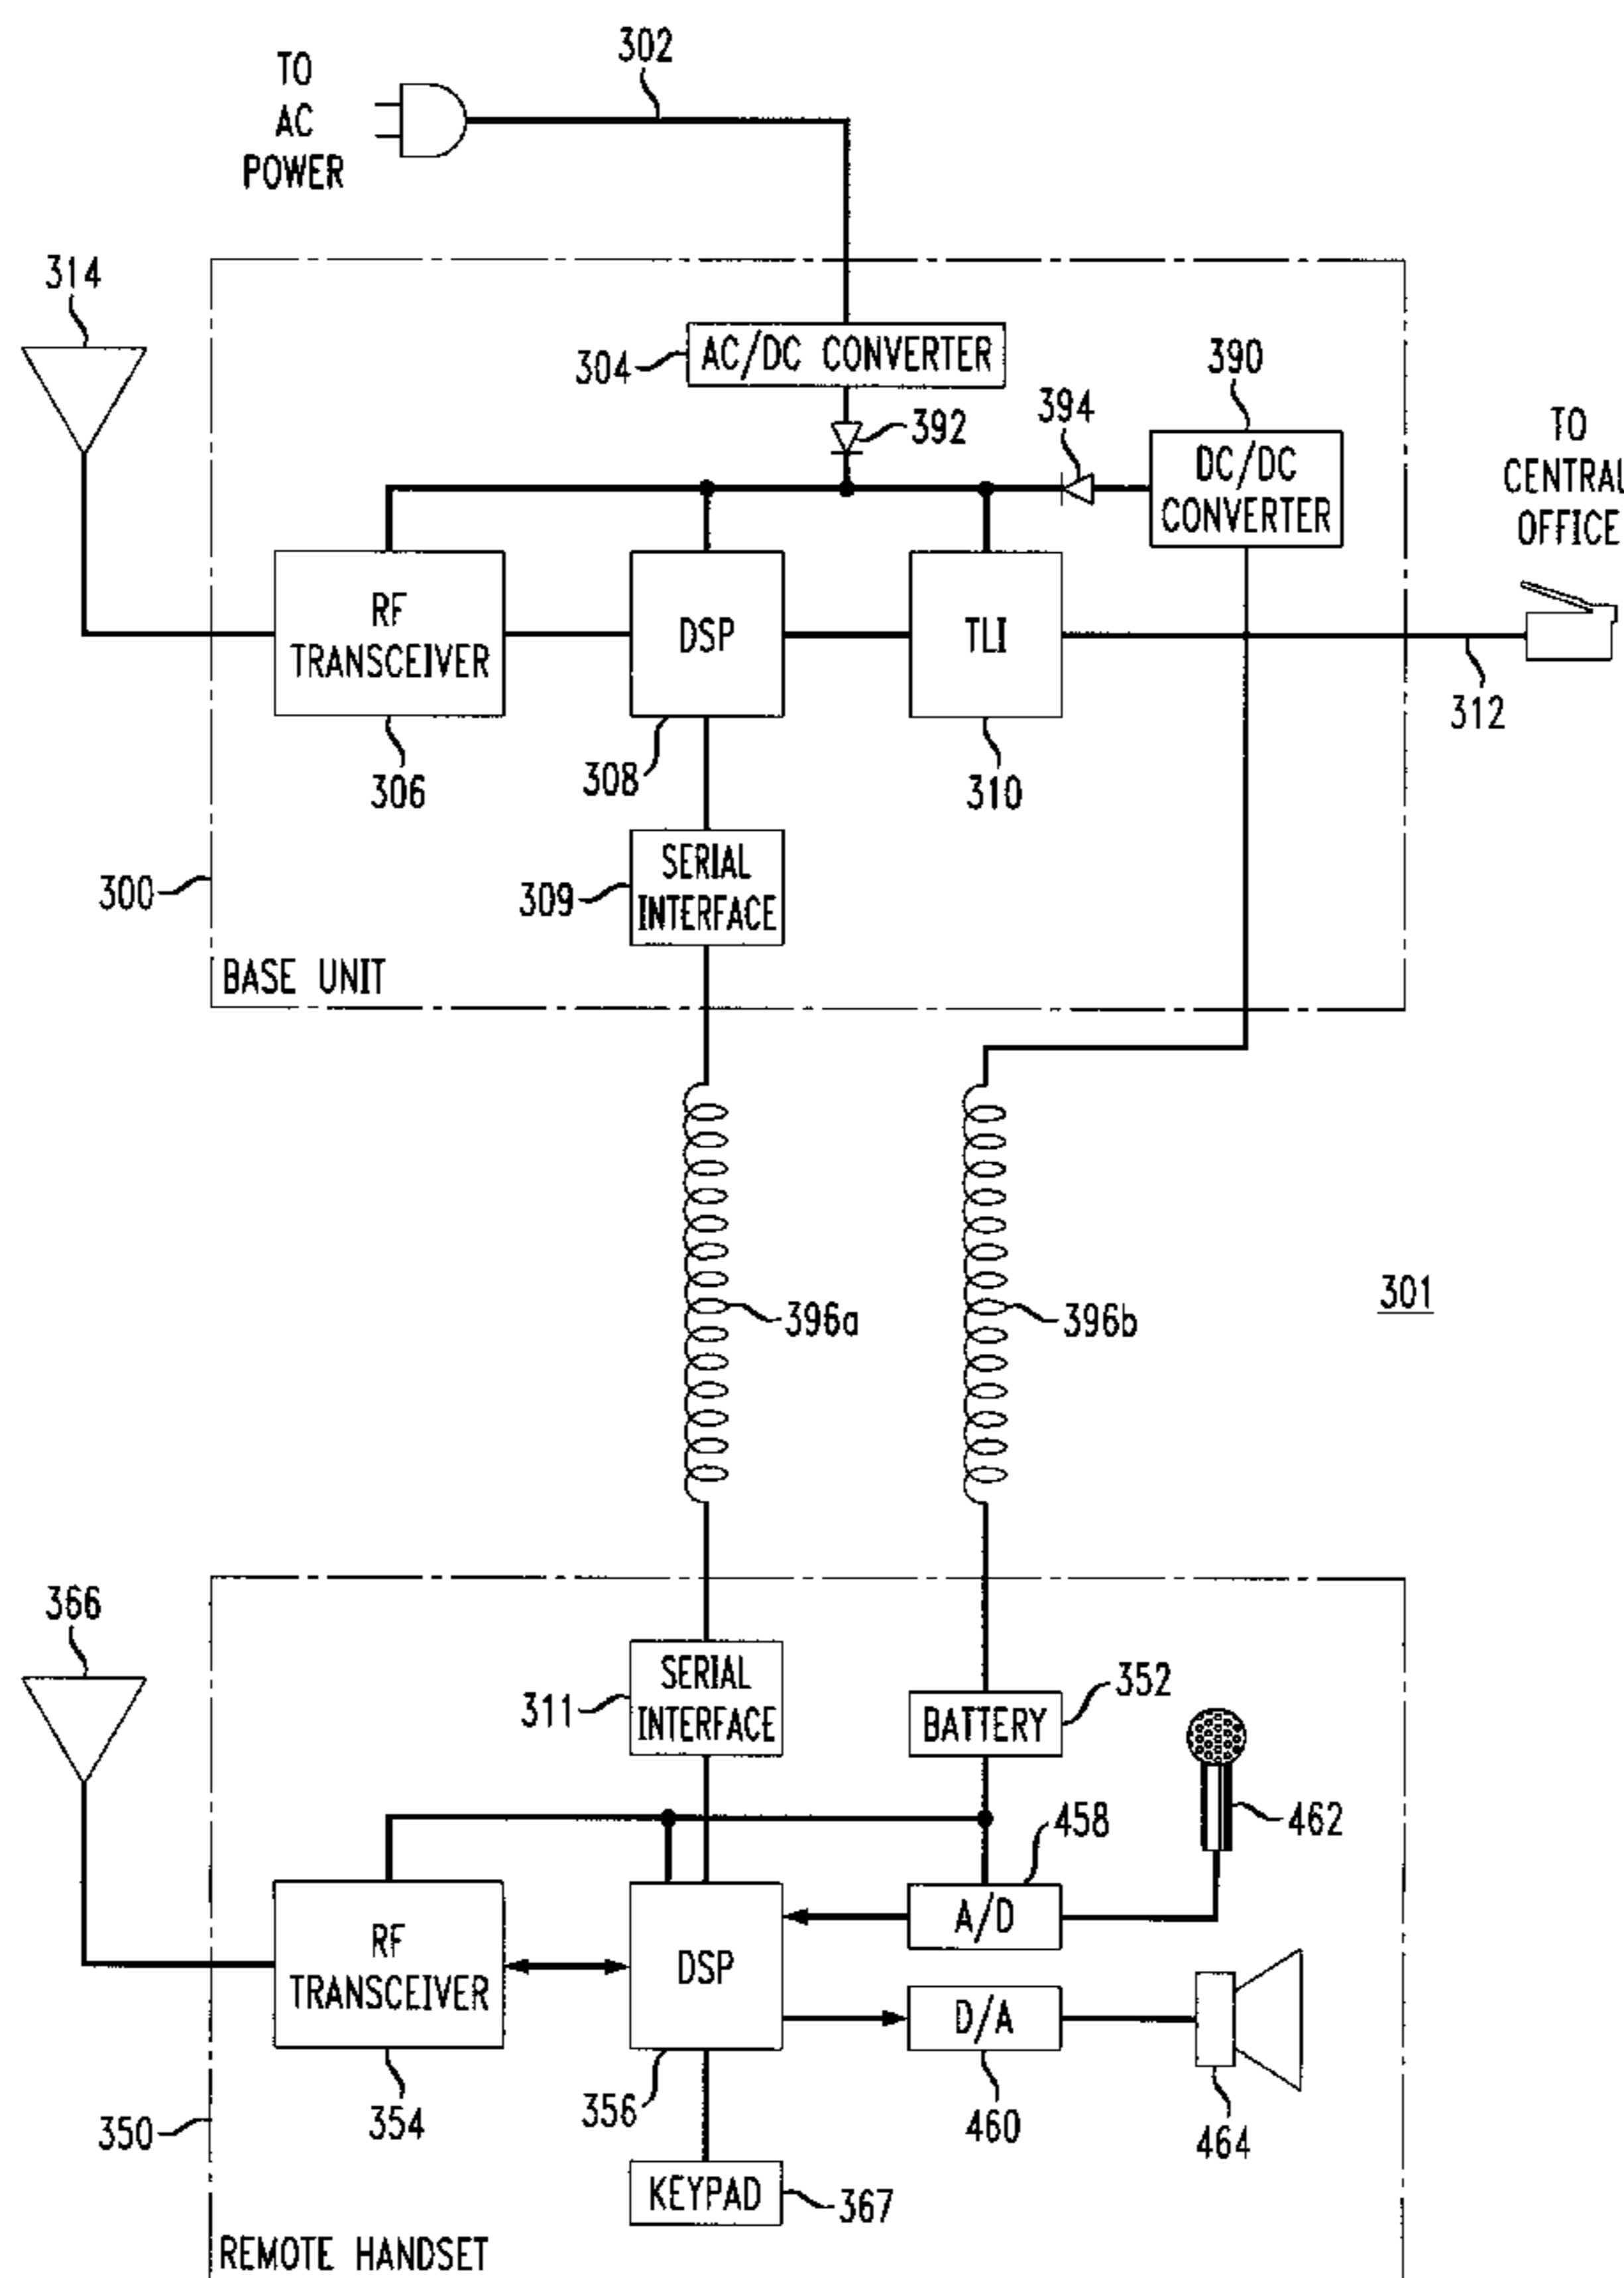 302
TO
AC
POWER
314
304
AC/DC CONVERTER
390
394
392
DC/DC
CONVERTER
TO
CENTRAL
OFFICE
RF
TRANSCEIVER
DSP
TLI
312
306
308
310
300
309
SERIAL
INTERFACE
BASE UNIT
396a
396b
301
366
311
SERIAL
INTERFACE
352
BATTERY
458
462
RF
TRANSCEIVER
DSP
A/D
D/A
350
354
356
460
464
KEYPAD
367
REMOTE HANDSET